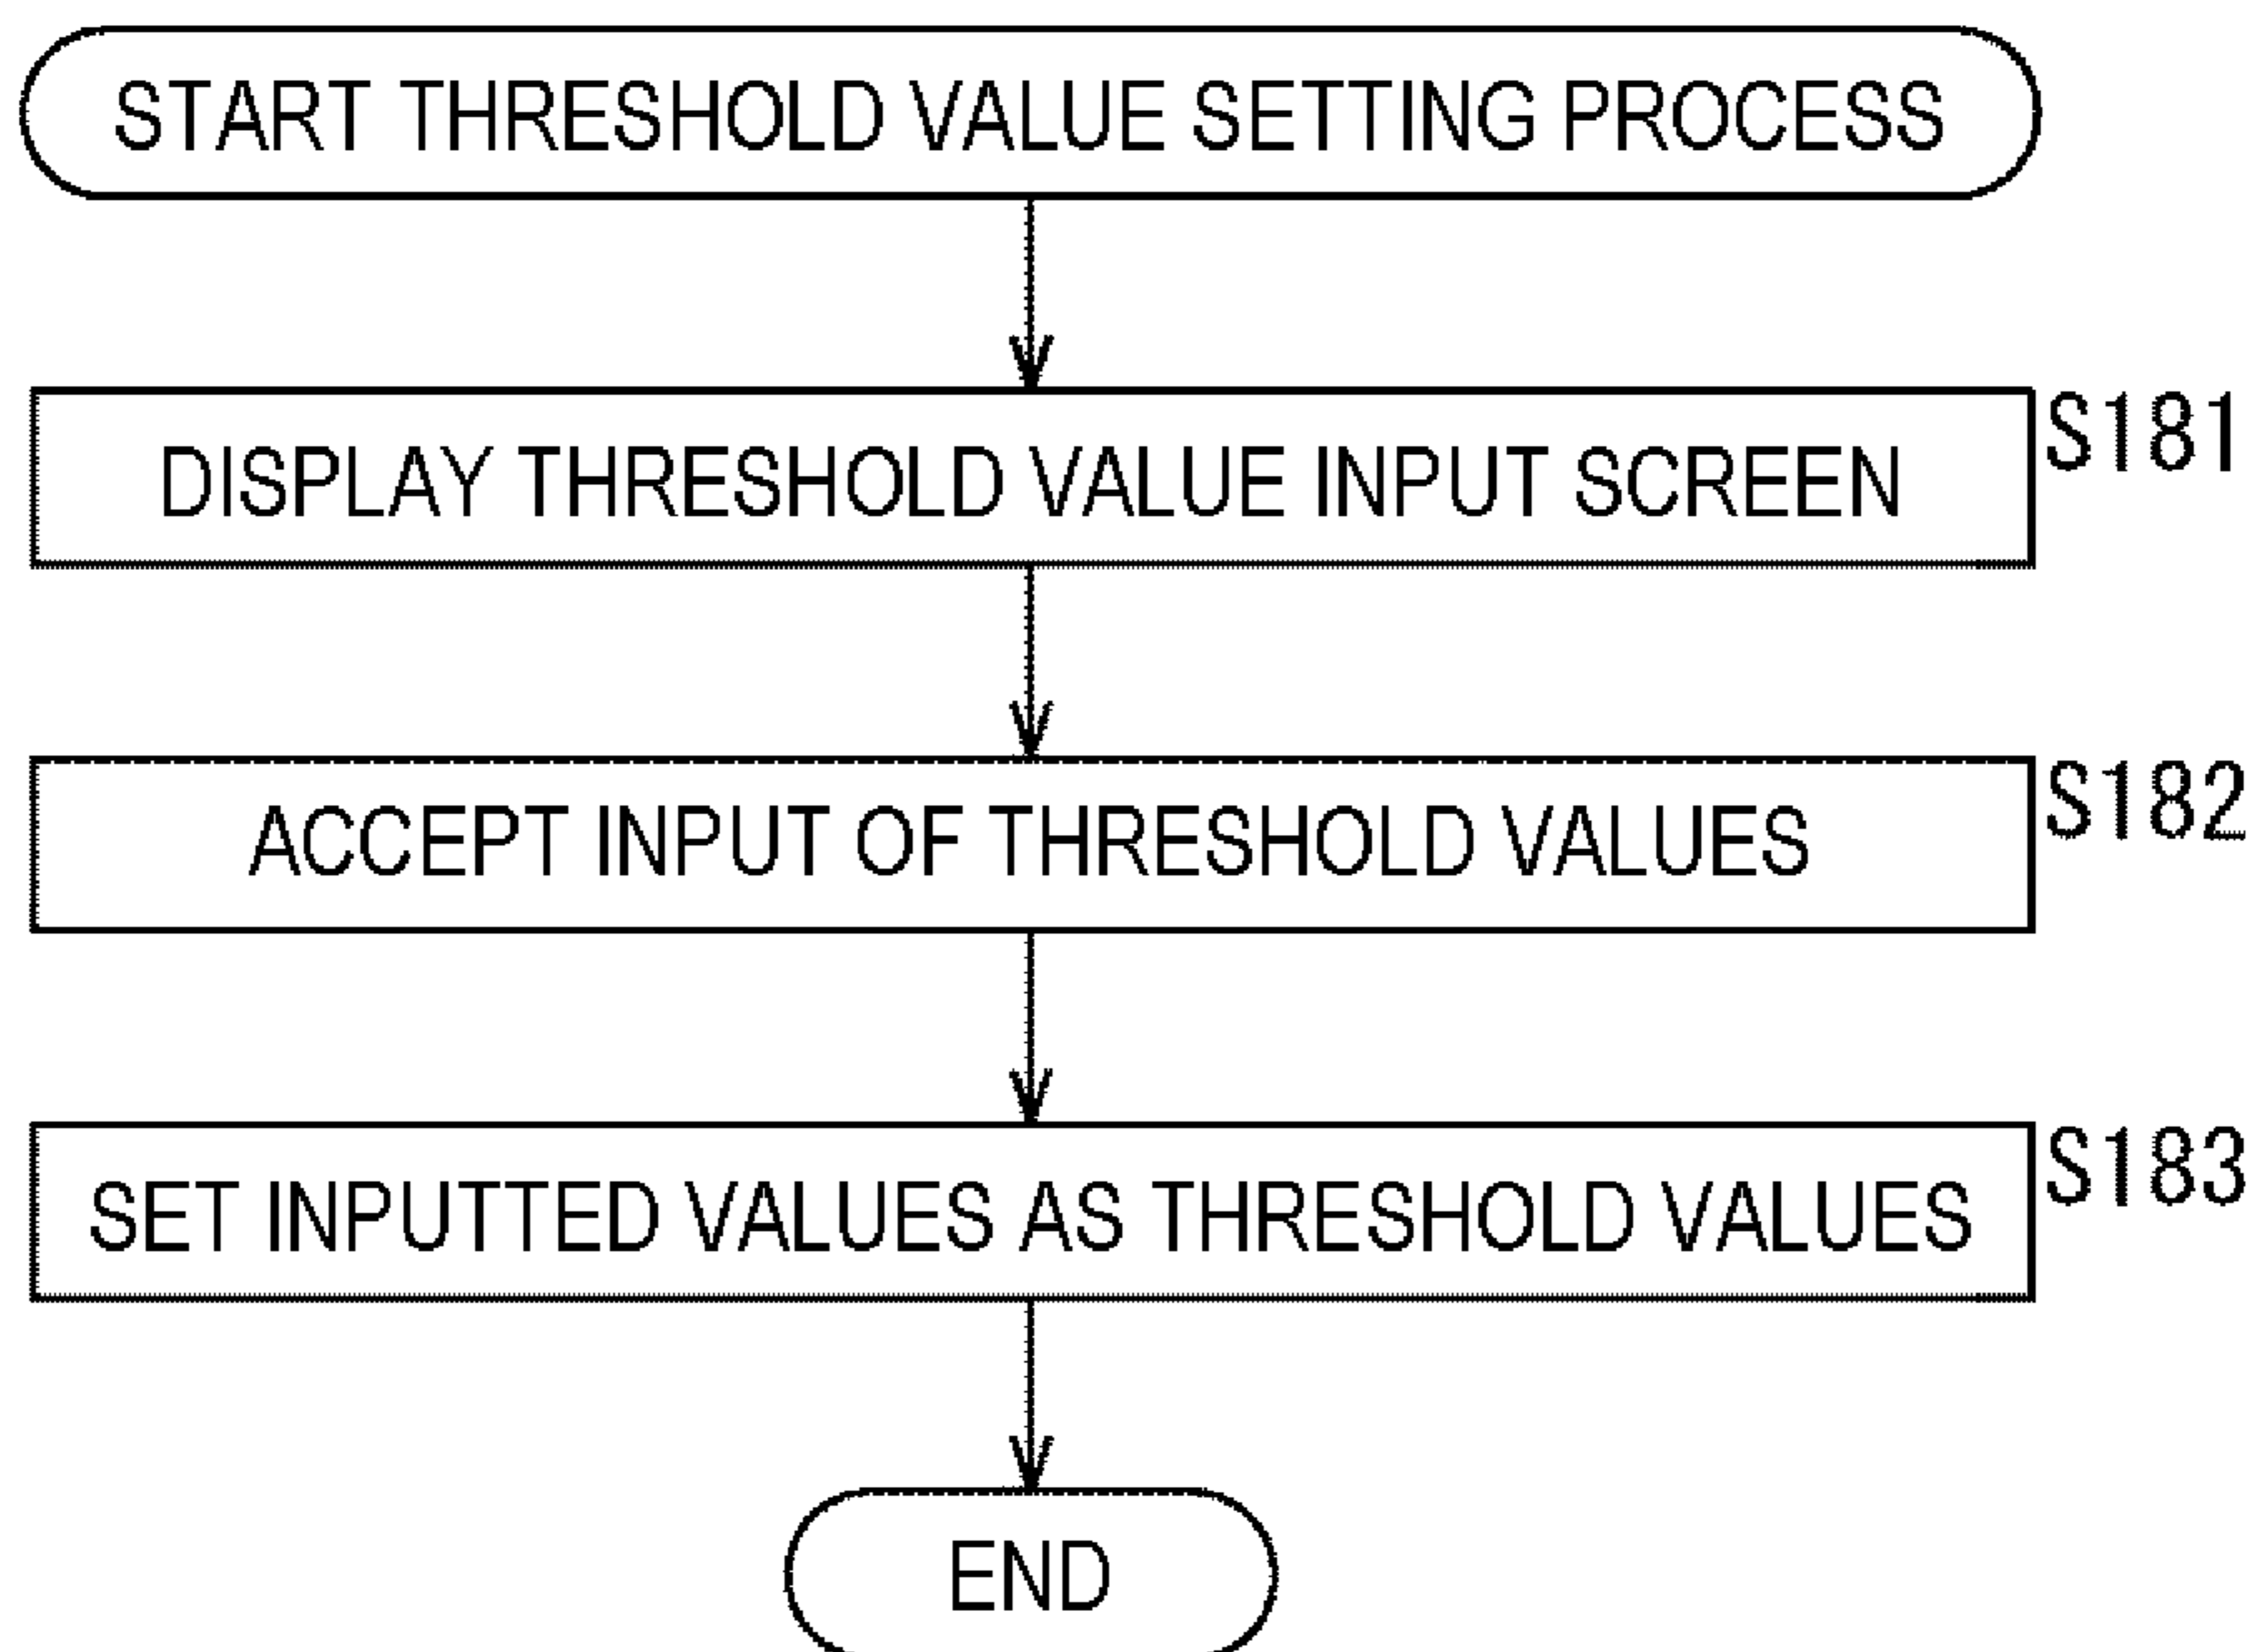 START THRESHOLD VALUE SETTING PROCESS
DISPLAY THRESHOLD VALUE INPUT SCREEN
S181
ACCEPT INPUT OF THRESHOLD VALUES
S182
SET INPUTTED VALUES AS THRESHOLD VALUES
S183
END